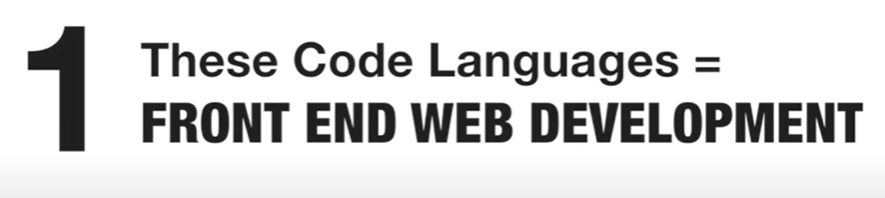 1
These Code Languages =
FRONT END WEB DEVELOPMENT